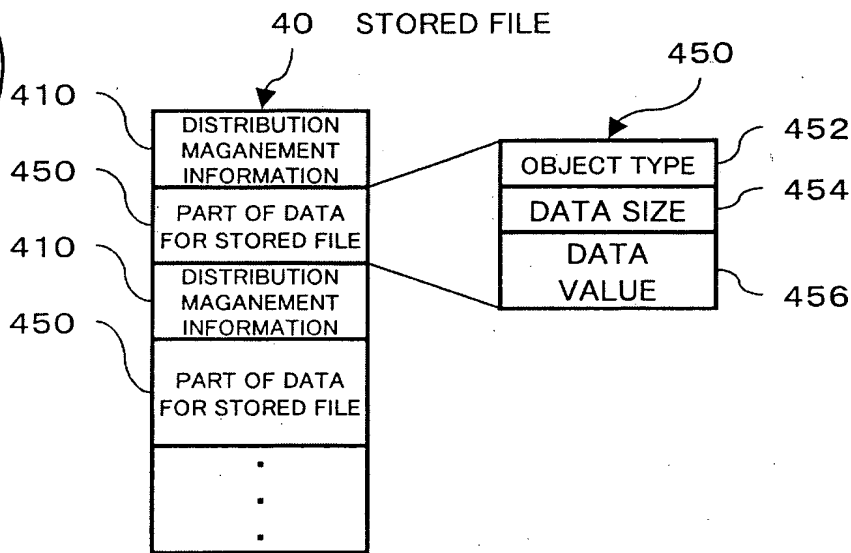 40 STORED FILE
410
DISTRIBUTION
MAGANEMENT
INFORMATION
450
PART OF DATA
FOR STORED FILE
410
DISTRIBUTION
MAGANEMENT
INFORMATION
450
PART OF DATA
FOR STORED FILE
450
OBJECT TYPE
452
DATA SIZE
454
DATA
VALUE
456